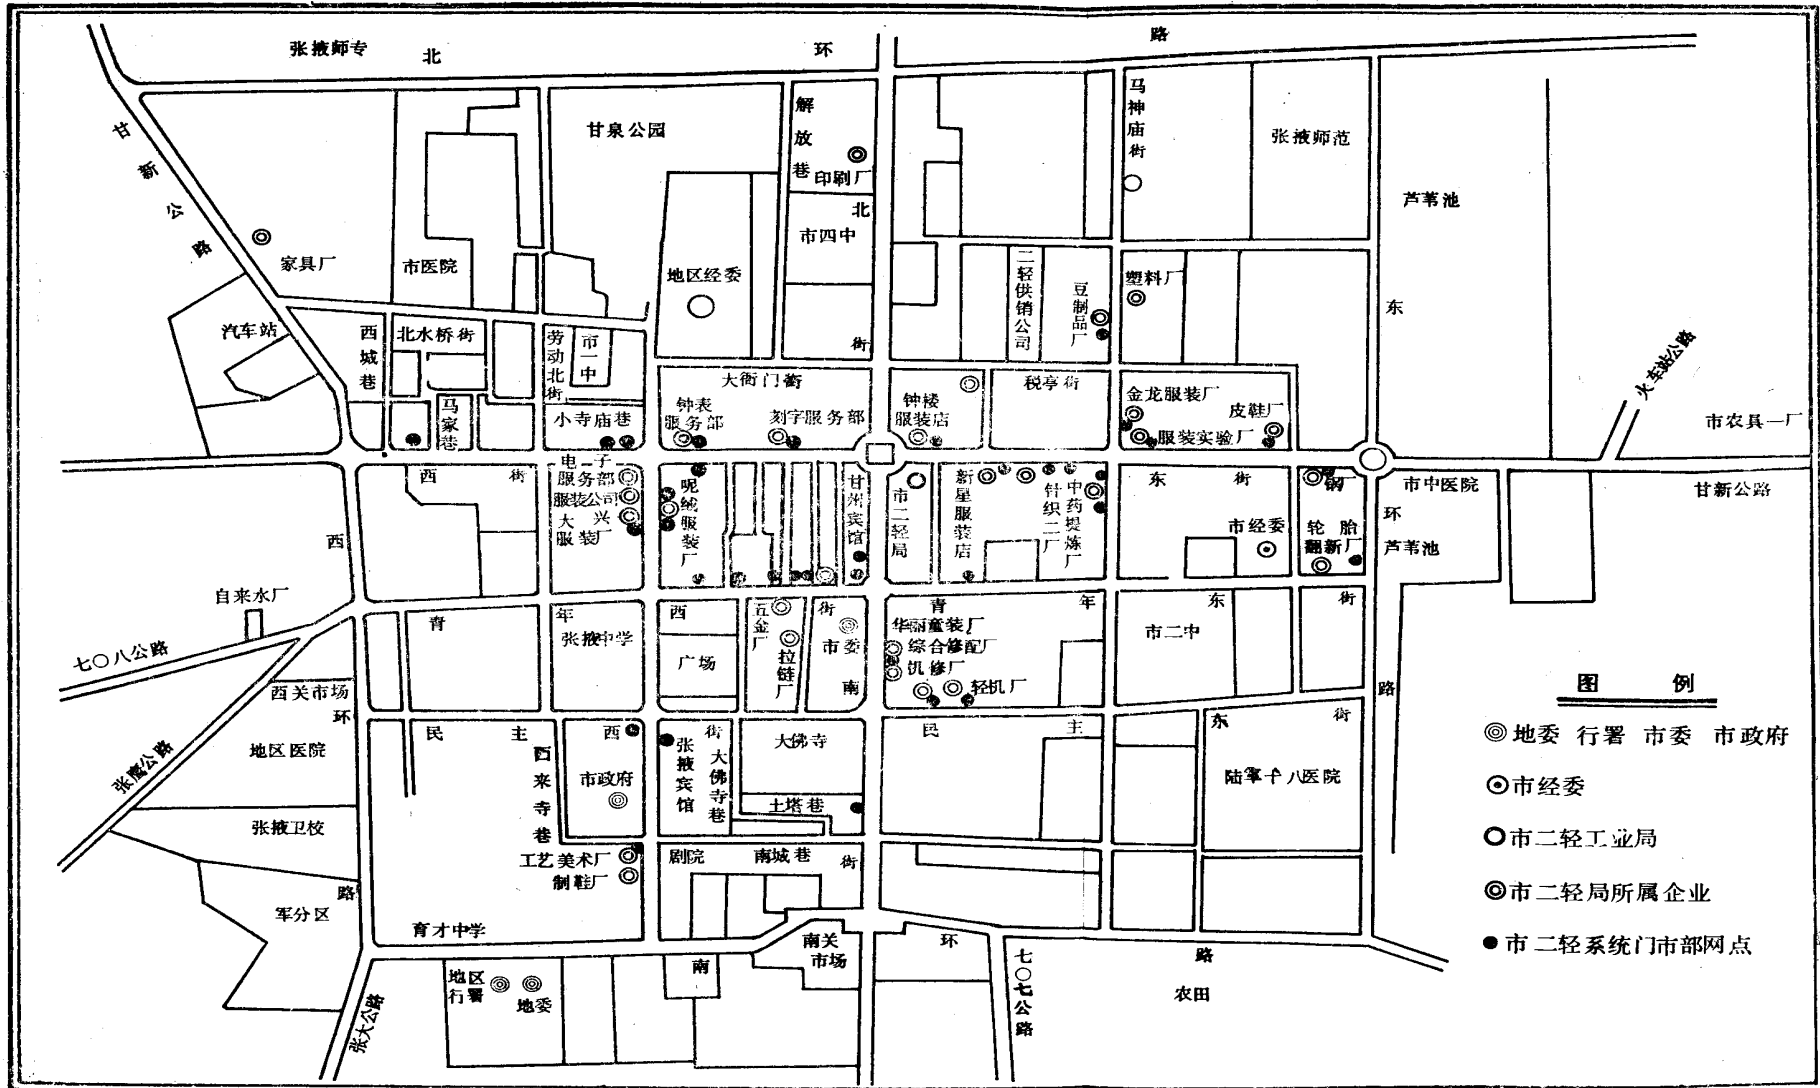 张掖师专
北环路
甘新公路
甘泉公园
解放巷
印刷厂
马神庙街
张掖师范
芦苇池
家具厂
市医院
地区经委
北
市四中
二轻供销公司
豆制品厂
塑料厂
东
汽车站
西城巷
北水桥街
劳动北街
市一中
街
火车站公路
大衙门街
税亭街
马家巷
小寺庙巷
钟表
服务部
刻字服务部
钟楼
服装店
金龙服装厂
皮鞋厂
服装实验厂
市农具一厂
西街
电子
服务部
服装公司
大兴
服装厂
呢绒服装厂
甘州宾馆
市二轻局
新星服装店
针织二厂
中药提炼厂
东街
市经委
轮胎
翻新厂
市中医院
甘新公路
环
芦苇池
西
自来水厂
七〇八公路
青年西街
张掖中学
广场
五金厂
拉链厂
市委
南
青年东街
华丽童装厂
综合修配厂
机修厂
轻机厂
市二中
路
西关市场
环
地区医院
张鹰公路
民主西街
西来寺巷
市政府
张掖宾馆
大佛寺巷
大佛寺
土塔巷
民主东街
陆军十八医院
张掖卫校
工艺美术厂
制鞋厂
剧院
南城巷
街
路
军分区
育才中学
南关
市场
南环路
地区
行署
地委
张大公路
七〇七公路
农田
图例
地委 行署 市委 市政府
市经委
市二轻工业局
市二轻局所属企业
市二轻系统门市部网点